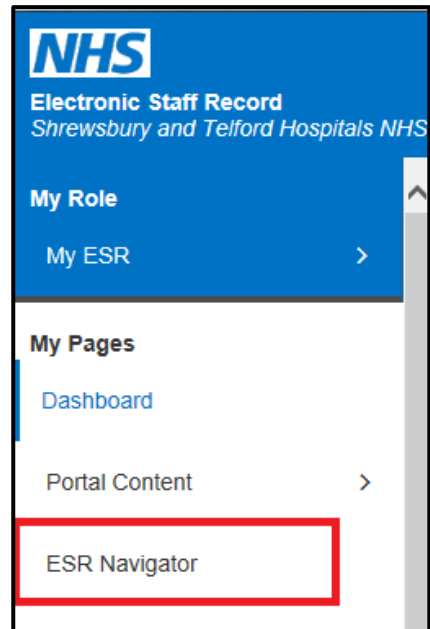 NHS
Electronic Staff Record
Shrewsbury and Telford Hospitals NHS
My Role
My ESR
My Pages
Dashboard
Portal Content
ESR Navigator